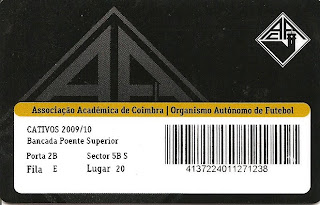 Associação Académica de Coimbra | Organismo Autónomo de Futebol
CATIVOS 2009/10
Bancada Poente Superior
Porta 2B Sector 5B S
Fila E Lugar 20
4137224011271238